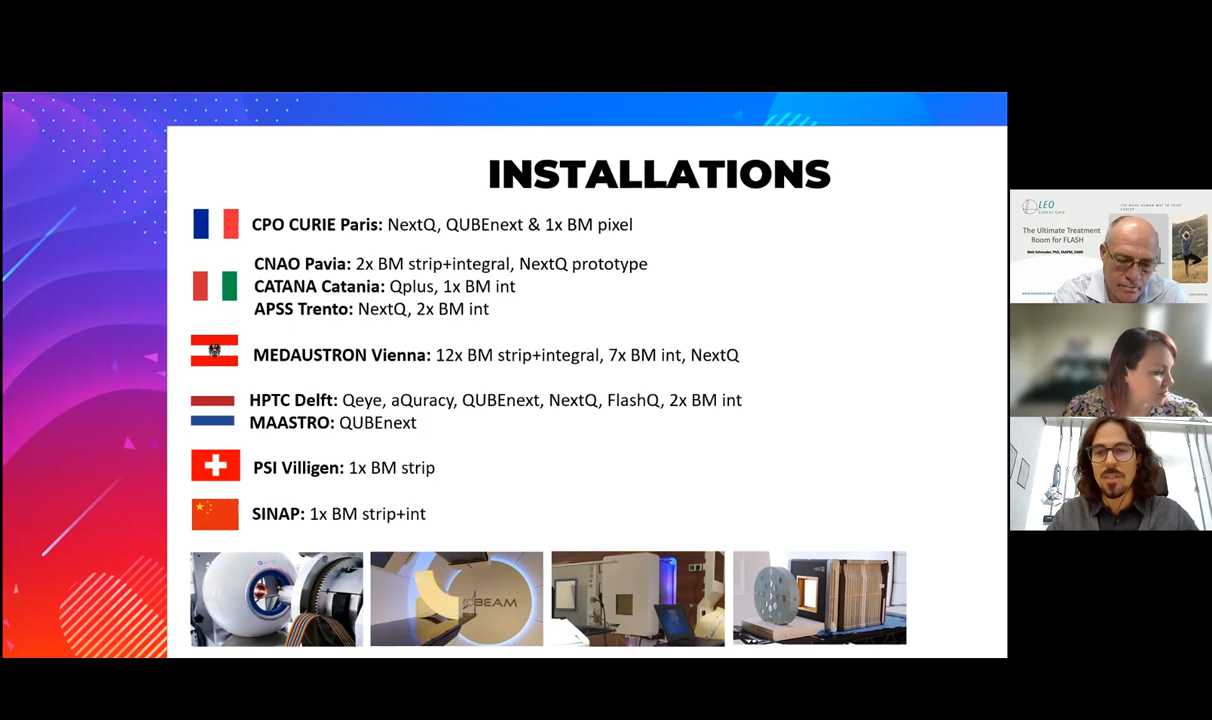 INSTALLATIONS
CPO CURIE Paris: NextQ, QUBEnext & 1x BM pixel
CNAO Pavia: 2x BM strip+integral, NextQ prototype
CATANA Catania: Qplus, 1x BM int
APSS Trento: NextQ, 2x BM int
MEDAUSTRON Vienna: 12x BM strip+integral, 7x BM int, NextQ
HPTC Delft: Qeye, aQuracy, QUBEnext, NextQ, FlashQ, 2x BM int
MAASTRO: QUBEnext
PSI Villigen: 1x BM strip
SINAP: 1x BM strip+int
BEAM
LEO
Cancer Care
The Ultimate Treatment
Room for FLASH